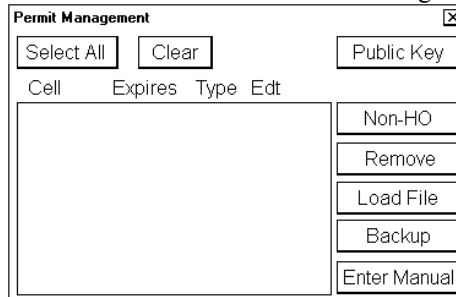 Permit Management
Select All Clear Public Key
Cell Expires Type Edt
Non-HO
Remove
Load File
Backup
Enter Manual